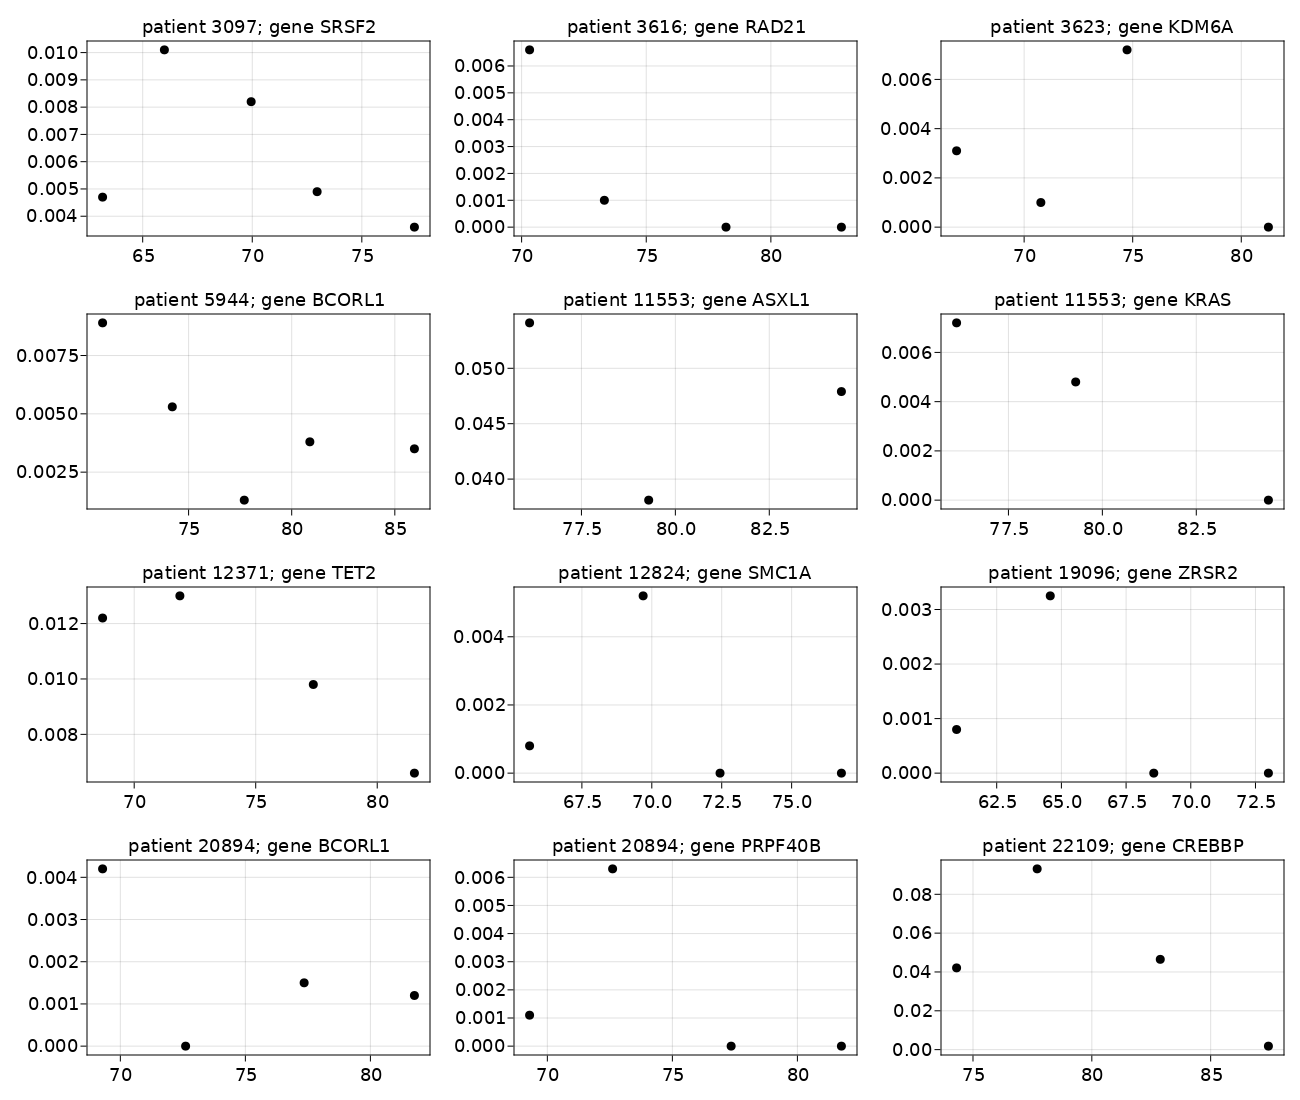 patient 3097; gene SRSF2
0.010
0.009
0.008
0.007
0.006
0.005
0.004
65 70 75
patient 3616; gene RAD21
0.006
0.005
0.004
0.003
0.002
0.001
0.000
70 75 80
patient 3623; gene KDM6A
0.006
0.004
0.002
0.000
70 75 80
patient 5944; gene BCORL1
0.0075
0.0050
0.0025
75 80 85
patient 11553; gene ASXL1
0.050
0.045
0.040
77.5 80.0 82.5
patient 11553; gene KRAS
0.006
0.004
0.002
0.000
77.5 80.0 82.5
patient 12371; gene TET2
0.012
0.010
0.008
70 75 80
patient 12824; gene SMC1A
0.004
0.002
0.000
67.5 70.0 72.5 75.0
patient 19096; gene ZRSR2
0.003
0.002
0.001
0.000
62.5 65.0 67.5 70.0 72.5
patient 20894; gene BCORL1
0.004
0.003
0.002
0.001
0.000
70 75 80
patient 20894; gene PRPF40B
0.006
0.005
0.004
0.003
0.002
0.001
0.000
70 75 80
patient 22109; gene CREBBP
0.08
0.06
0.04
0.02
0.00
75 80 85